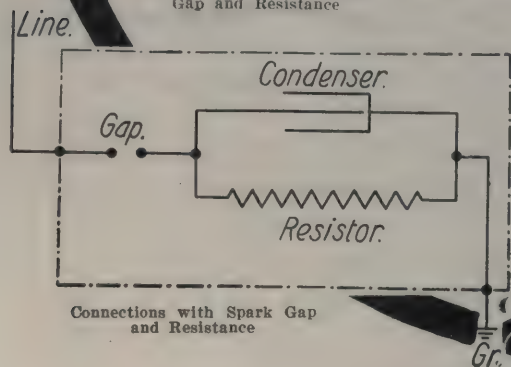 Gap and Resistance
Line.
Condenser.
Gap.
Resistor.
Connections with Spark Gap
and Resistance
Gr.